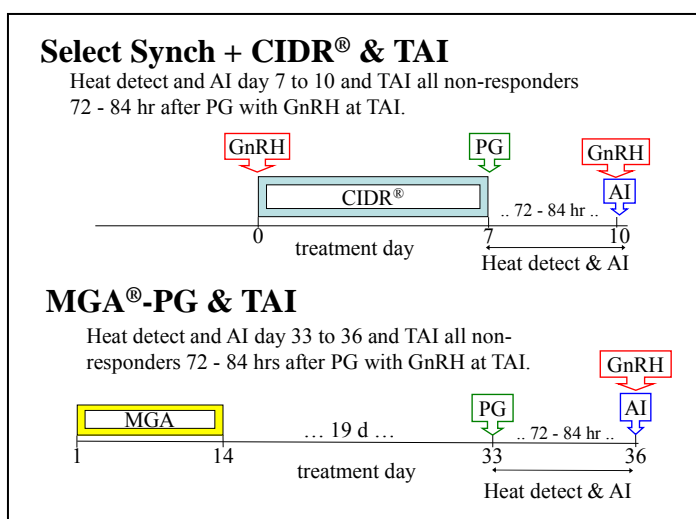 Select Synch + CIDR® & TAI
Heat detect and AI day 7 to 10 and TAI all non-responders
72 - 84 hr after PG with GnRH at TAI.
GnRH
PG
GnRH
CIDR®
.. 72 - 84 hr ..
AI
0
treatment day
7
10
Heat detect & AI
MGA®-PG & TAI
Heat detect and AI day 33 to 36 and TAI all non-
responders 72 - 84 hrs after PG with GnRH at TAI.
GnRH
MGA
PG
AI
... 19 d ...
.. 72 - 84 hr ..
1
14
treatment day
33
36
Heat detect & AI